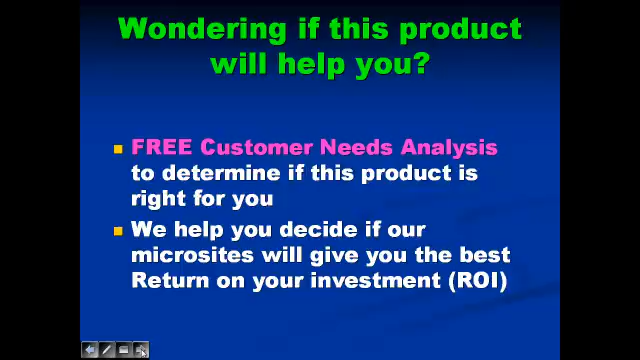 Wondering if this product
will help you?
FREE Customer Needs Analysis
to determine if this product is
right for you
We help you decide if our
microsites will give you the best
Return on your investment (ROI)